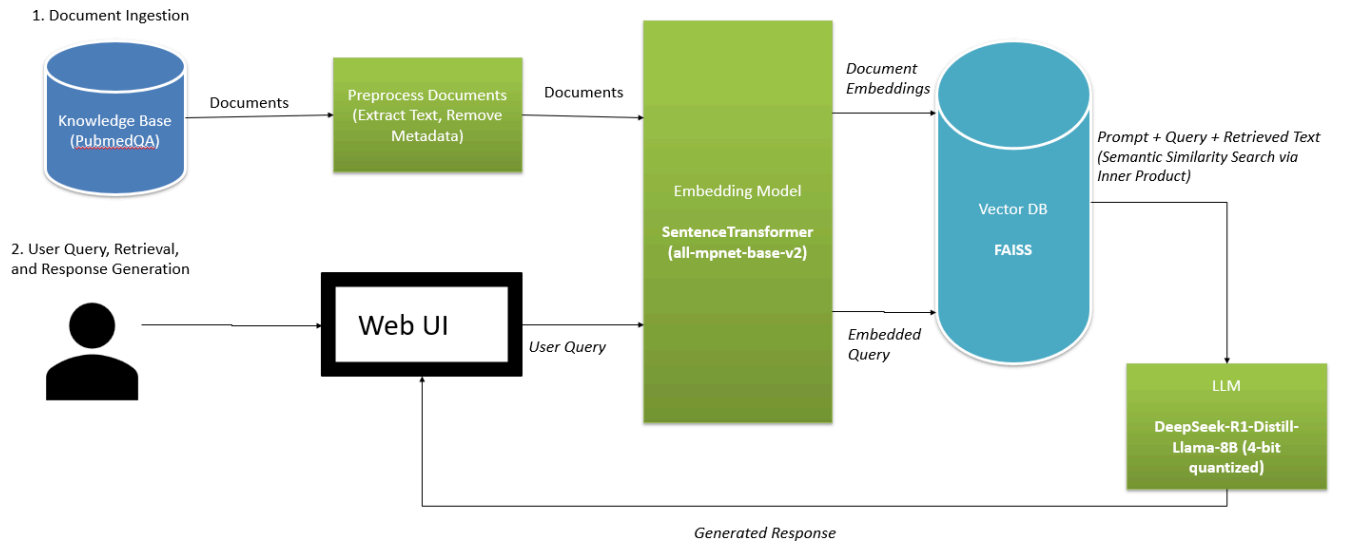 1. Document Ingestion
Knowledge Base
(PubmedQA)
Documents
Preprocess Documents
(Extract Text, Remove
Metadata)
Documents
Embedding Model
SentenceTransformer
(all-mpnet-base-v2)
Document
Embeddings
Vector DB
FAISS
Prompt + Query + Retrieved Text
(Semantic Similarity Search via
Inner Product)
2. User Query, Retrieval,
and Response Generation
Web UI
User Query
Embedded
Query
LLM
DeepSeek-R1-Distill-
Llama-8B (4-bit
quantized)
Generated Response